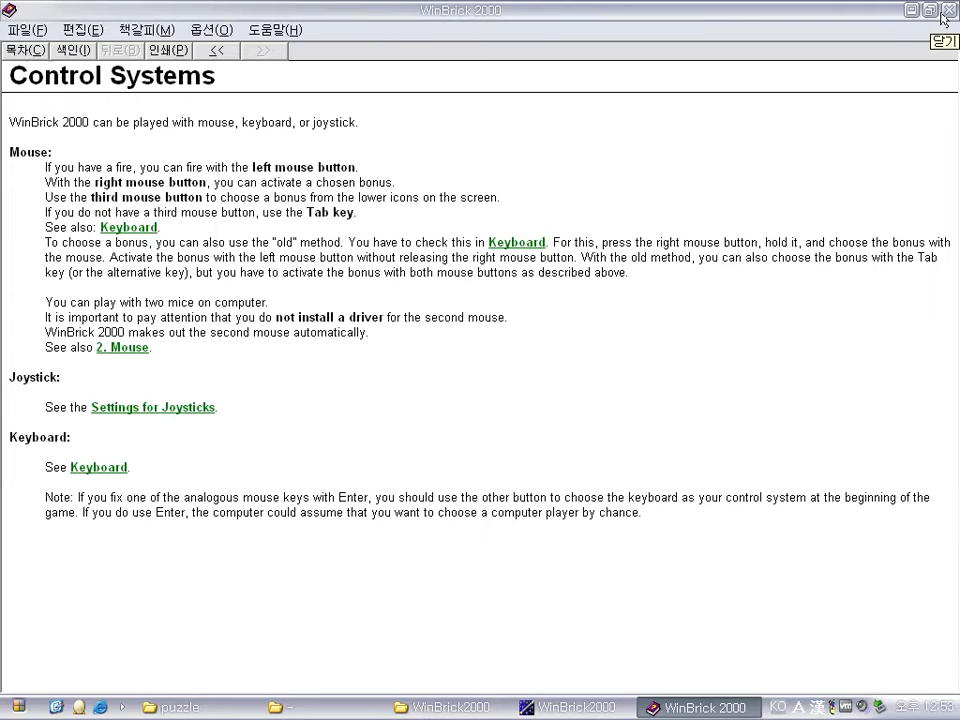 WinBrick 2000
파일(F) 편집(E) 책갈피(M) 옵션(O) 도움말(H)
닫기
목차(C) 색인(I) 뒤로(B) 인쇄(P) << >>
Control Systems
WinBrick 2000 can be played with mouse, keyboard, or joystick.
Mouse:
If you have a fire, you can fire with the left mouse button.
With the right mouse button, you can activate a chosen bonus.
Use the third mouse button to choose a bonus from the lower icons on the screen.
If you do not have a third mouse button, use the Tab key.
See also: Keyboard.
To choose a bonus, you can also use the "old" method. You have to check this in Keyboard. For this, press the right mouse button, hold it, and choose the bonus with
the mouse. Activate the bonus with the left mouse button without releasing the right mouse button. With the old method, you can also choose the bonus with the Tab
key (or the alternative key), but you have to activate the bonus with both mouse buttons as described above.
You can play with two mice on computer.
It is important to pay attention that you do not install a driver for the second mouse.
WinBrick 2000 makes out the second mouse automatically.
See also 2. Mouse.
Joystick:
See the Settings for Joysticks.
Keyboard:
See Keyboard.
Note: If you fix one of the analogous mouse keys with Enter, you should use the other button to choose the keyboard as your control system at the beginning of the
game. If you do use Enter, the computer could assume that you want to choose a computer player by chance.
puzzle - WinBrick2000 WinBrick2000 WinBrick 2000 KO A 漢 오후 12:53